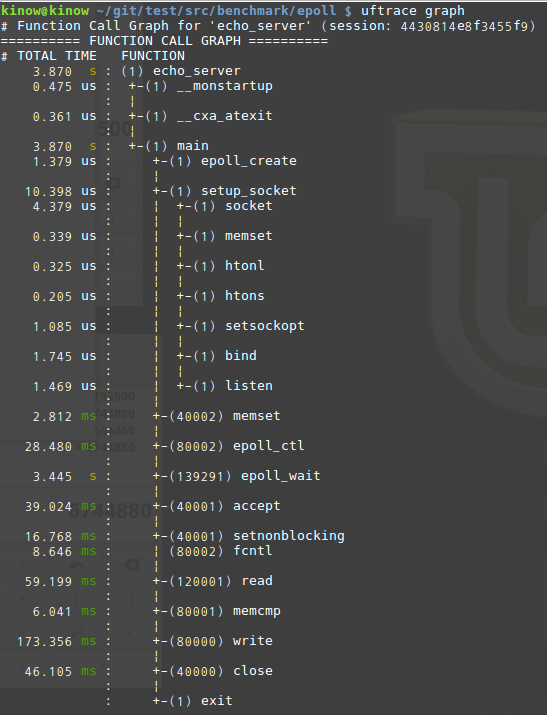 kinow@kinow ~/git/test/src/benchmark/epoll $ uftrace graph
# Function Call Graph for 'echo_server' (session: 4430814e8f3455f9)
========== FUNCTION CALL GRAPH ==========
# TOTAL TIME   FUNCTION
    3.870  s : (1) echo_server
    0.475 us :  +-(1) __monstartup
             :  |
    0.361 us :  +-(1) __cxa_atexit
             :  |
    3.870  s :  +-(1) main
    1.379 us :     +-(1) epoll_create
             :     |
   10.398 us :     +-(1) setup_socket
    4.379 us :     |  +-(1) socket
             :     |  |
    0.339 us :     |  +-(1) memset
             :     |  |
    0.325 us :     |  +-(1) htonl
             :     |  |
    0.205 us :     |  +-(1) htons
             :     |  |
    1.085 us :     |  +-(1) setsockopt
             :     |  |
    1.745 us :     |  +-(1) bind
             :     |  |
    1.469 us :     |  +-(1) listen
             :     |
    2.812 ms :     +-(40002) memset
             :     |
   28.480 ms :     +-(80002) epoll_ctl
             :     |
    3.445  s :     +-(139291) epoll_wait
             :     |
   39.024 ms :     +-(40001) accept
             :     |
   16.768 ms :     +-(40001) setnonblocking
    8.646 ms :     | (80002) fcntl
             :     |
   59.199 ms :     +-(120001) read
             :     |
    6.041 ms :     +-(80001) memcmp
             :     |
  173.356 ms :     +-(80000) write
             :     |
   46.105 ms :     +-(40000) close
             :     |
             :     +-(1) exit